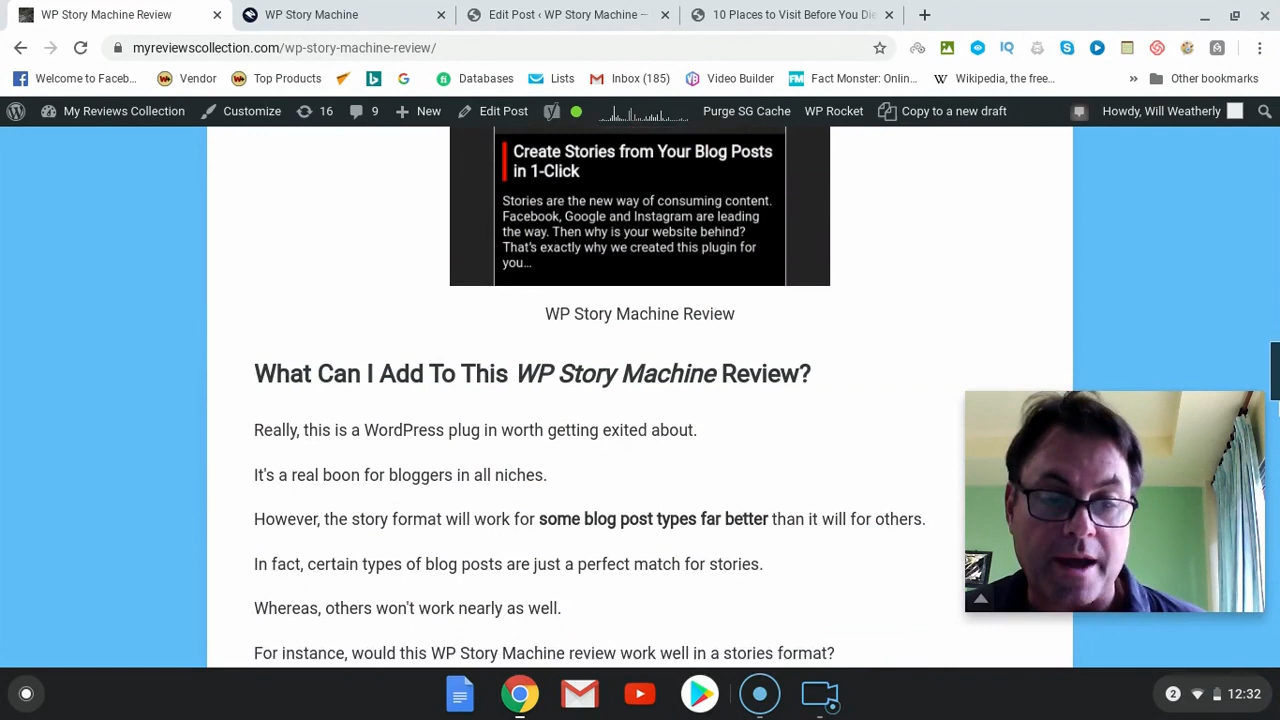 WP Story Machine Review
WP Story Machine
Edit Post ‹ WP Story Machine —
10 Places to Visit Before You Die
myreviewscollection.com/wp-story-machine-review/
Welcome to Faceb...
Vendor
Top Products
Databases
Lists
Inbox (185)
Video Builder
Fact Monster: Onlin...
Wikipedia, the free...
Other bookmarks
My Reviews Collection
Customize
16
9
New
Edit Post
Purge SG Cache
WP Rocket
Copy to a new draft
Howdy, Will Weatherly
Create Stories from Your Blog Posts
in 1-Click
Stories are the new way of consuming content.
Facebook, Google and Instagram are leading
the way. Then why is your website behind?
That's exactly why we created this plugin for
you...
WP Story Machine Review
What Can I Add To This WP Story Machine Review?
Really, this is a WordPress plug in worth getting exited about.
It's a real boon for bloggers in all niches.
However, the story format will work for some blog post types far better than it will for others.
In fact, certain types of blog posts are just a perfect match for stories.
Whereas, others won't work nearly as well.
For instance, would this WP Story Machine review work well in a stories format?
2
12:32